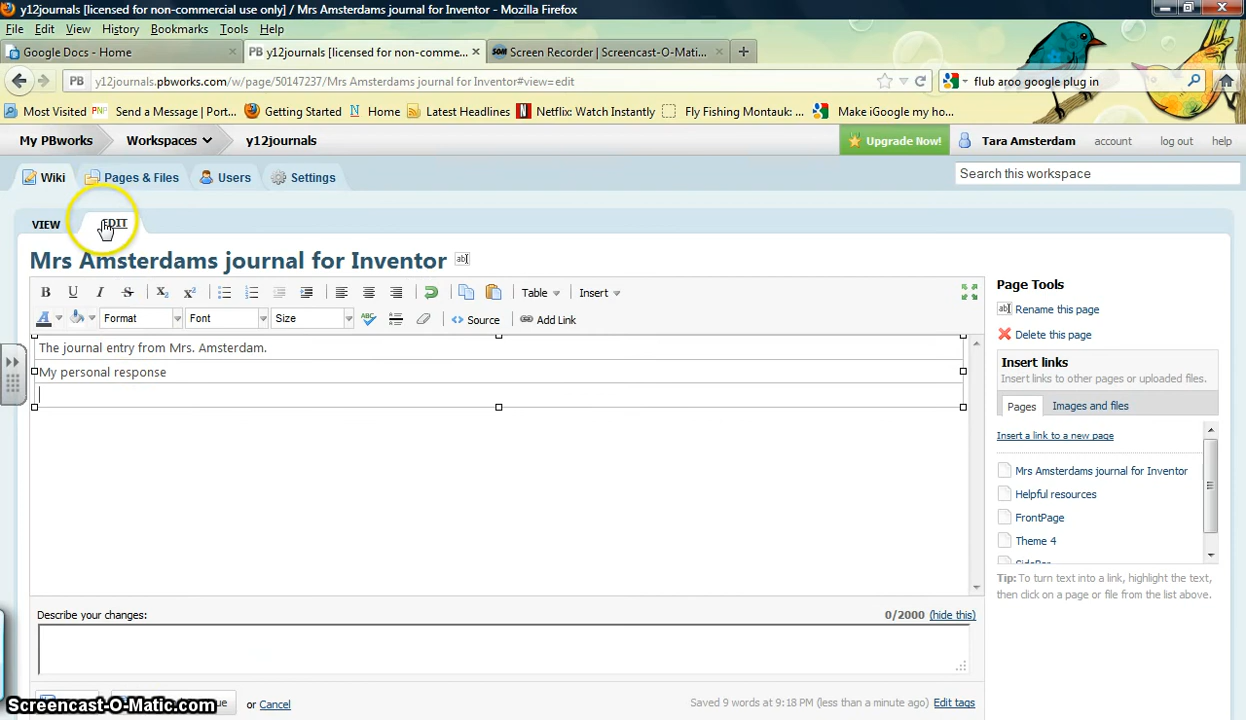 y12journals [licensed for non-commercial use only] / Mrs Amsterdams journal for Inventor - Mozilla Firefox
File Edit View History Bookmarks Tools Help
Google Docs - Home
PB y12journals [licensed for non-comme...
SOM Screen Recorder | Screencast-O-Mati...
PB y12journals.pbworks.com/w/page/50147237/Mrs Amsterdams journal for Inventor#view=edit
flub aroo google plug in
Most Visited PNP Send a Message | Port... Getting Started N Home Latest Headlines N Netflix: Watch Instantly Fly Fishing Montauk: ... Make iGoogle my ho...
My PBworks Workspaces y12journals Upgrade Now! Tara Amsterdam account log out help
Wiki Pages & Files Users Settings Search this workspace
VIEW EDIT
Mrs Amsterdams journal for Inventor ab
Page Tools
B U I S X2 X2 Table Insert
ab Rename this page
A Format Font Size ABC Source Add Link
Delete this page
The journal entry from Mrs. Amsterdam.
My personal response
Insert links
Insert links to other pages or uploaded files.
Pages Images and files
Insert a link to a new page
Mrs Amsterdams journal for Inventor
Helpful resources
FrontPage
Theme 4
SideBar
Tip: To turn text into a link, highlight the text,
then click on a page or file from the list above.
Describe your changes: 0/2000 (hide this)
or Cancel Saved 9 words at 9:18 PM (less than a minute ago) Edit tags
Screencast-O-Matic.com